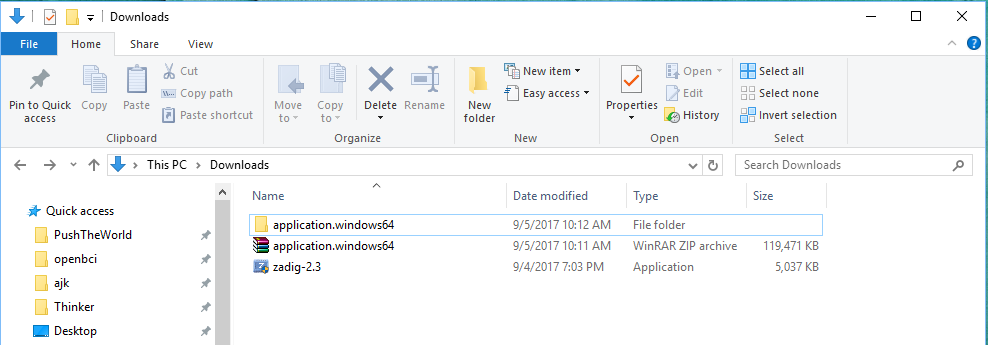 Downloads
File Home Share View
Pin to Quick access
Copy
Paste
Cut
Copy path
Paste shortcut
Clipboard
Move to
Copy to
Delete
Rename
Organize
New folder
New item
Easy access
New
Properties
Open
Edit
History
Open
Select all
Select none
Invert selection
Select
This PC > Downloads
Search Downloads
Quick access
PushTheWorld
openbci
ajk
Thinker
Desktop
Name Date modified Type Size
application.windows64 9/5/2017 10:12 AM File folder
application.windows64 9/5/2017 10:11 AM WinRAR ZIP archive 119,471 KB
zadig-2.3 9/4/2017 7:03 PM Application 5,037 KB